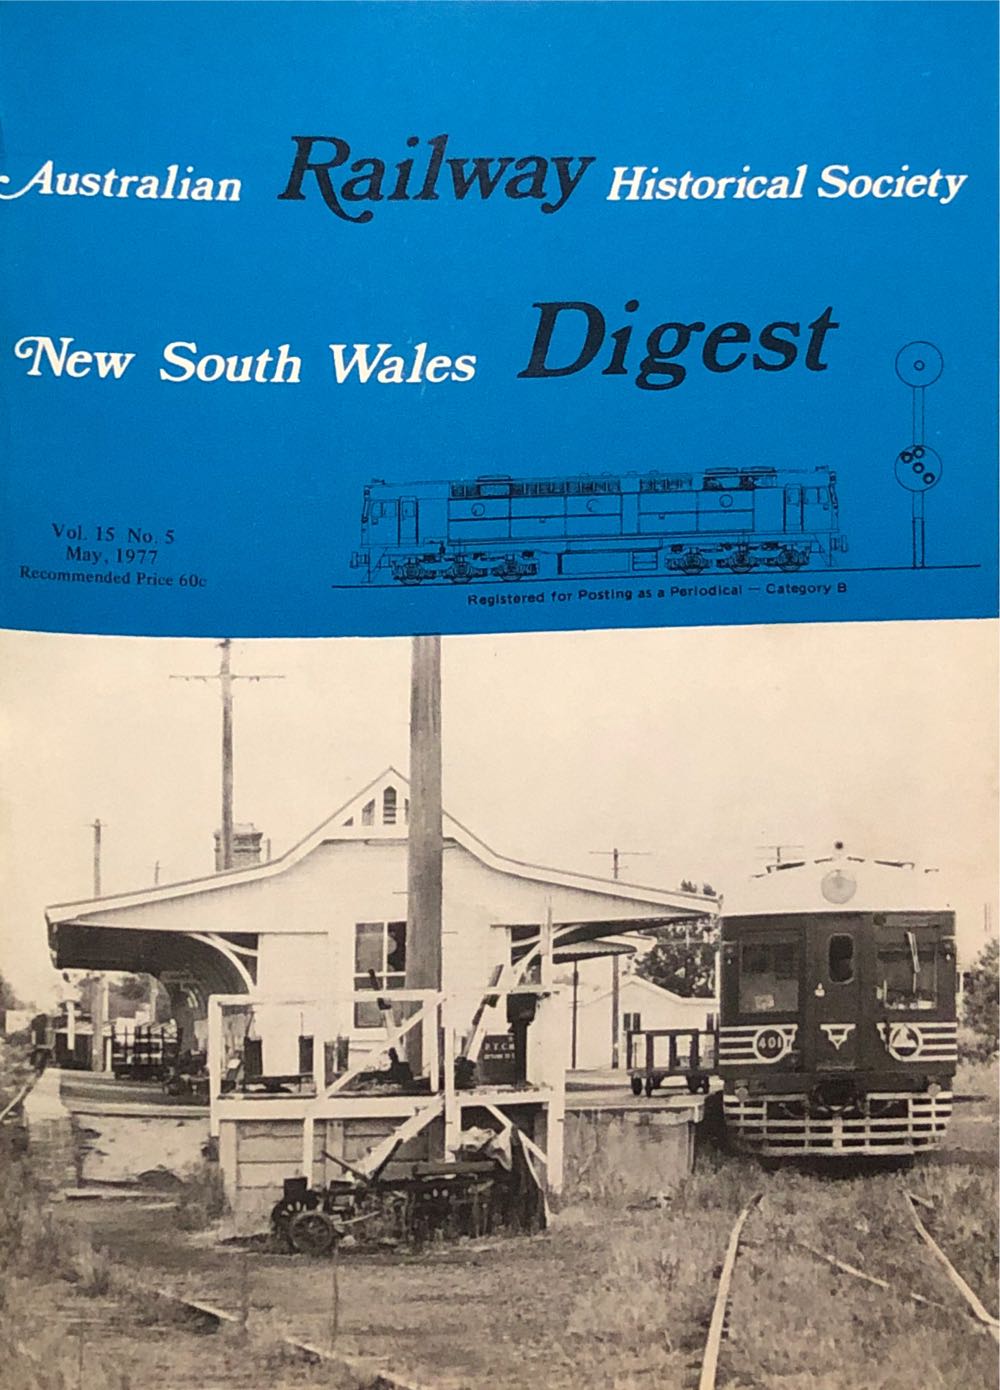 Australian Railway Historical Society
New South Wales Digest
Vol. 15 No. 5
May, 1977
Recommended Price 60c
Registered for Posting as a Periodical — Category B
401